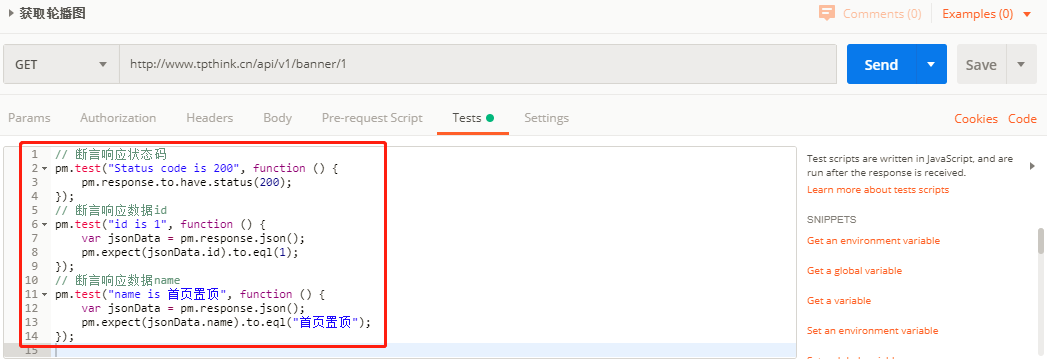 获取轮播图
Comments (0)
Examples (0)
GET
http://www.tpthink.cn/api/v1/banner/1
Send
Save
Params
Authorization
Headers
Body
Pre-request Script
Tests
Settings
Cookies
Code
1 // 断言响应状态码
2 pm.test("Status code is 200", function () {
3 pm.response.to.have.status(200);
4 });
5 // 断言响应数据id
6 pm.test("id is 1", function () {
7 var jsonData = pm.response.json();
8 pm.expect(jsonData.id).to.eql(1);
9 });
10 // 断言响应数据name
11 pm.test("name is 首页置顶", function () {
12 var jsonData = pm.response.json();
13 pm.expect(jsonData.name).to.eql("首页置顶");
14 });
15
Test scripts are written in JavaScript, and are
run after the response is received.
Learn more about tests scripts
SNIPPETS
Get an environment variable
Get a global variable
Get a variable
Set an environment variable